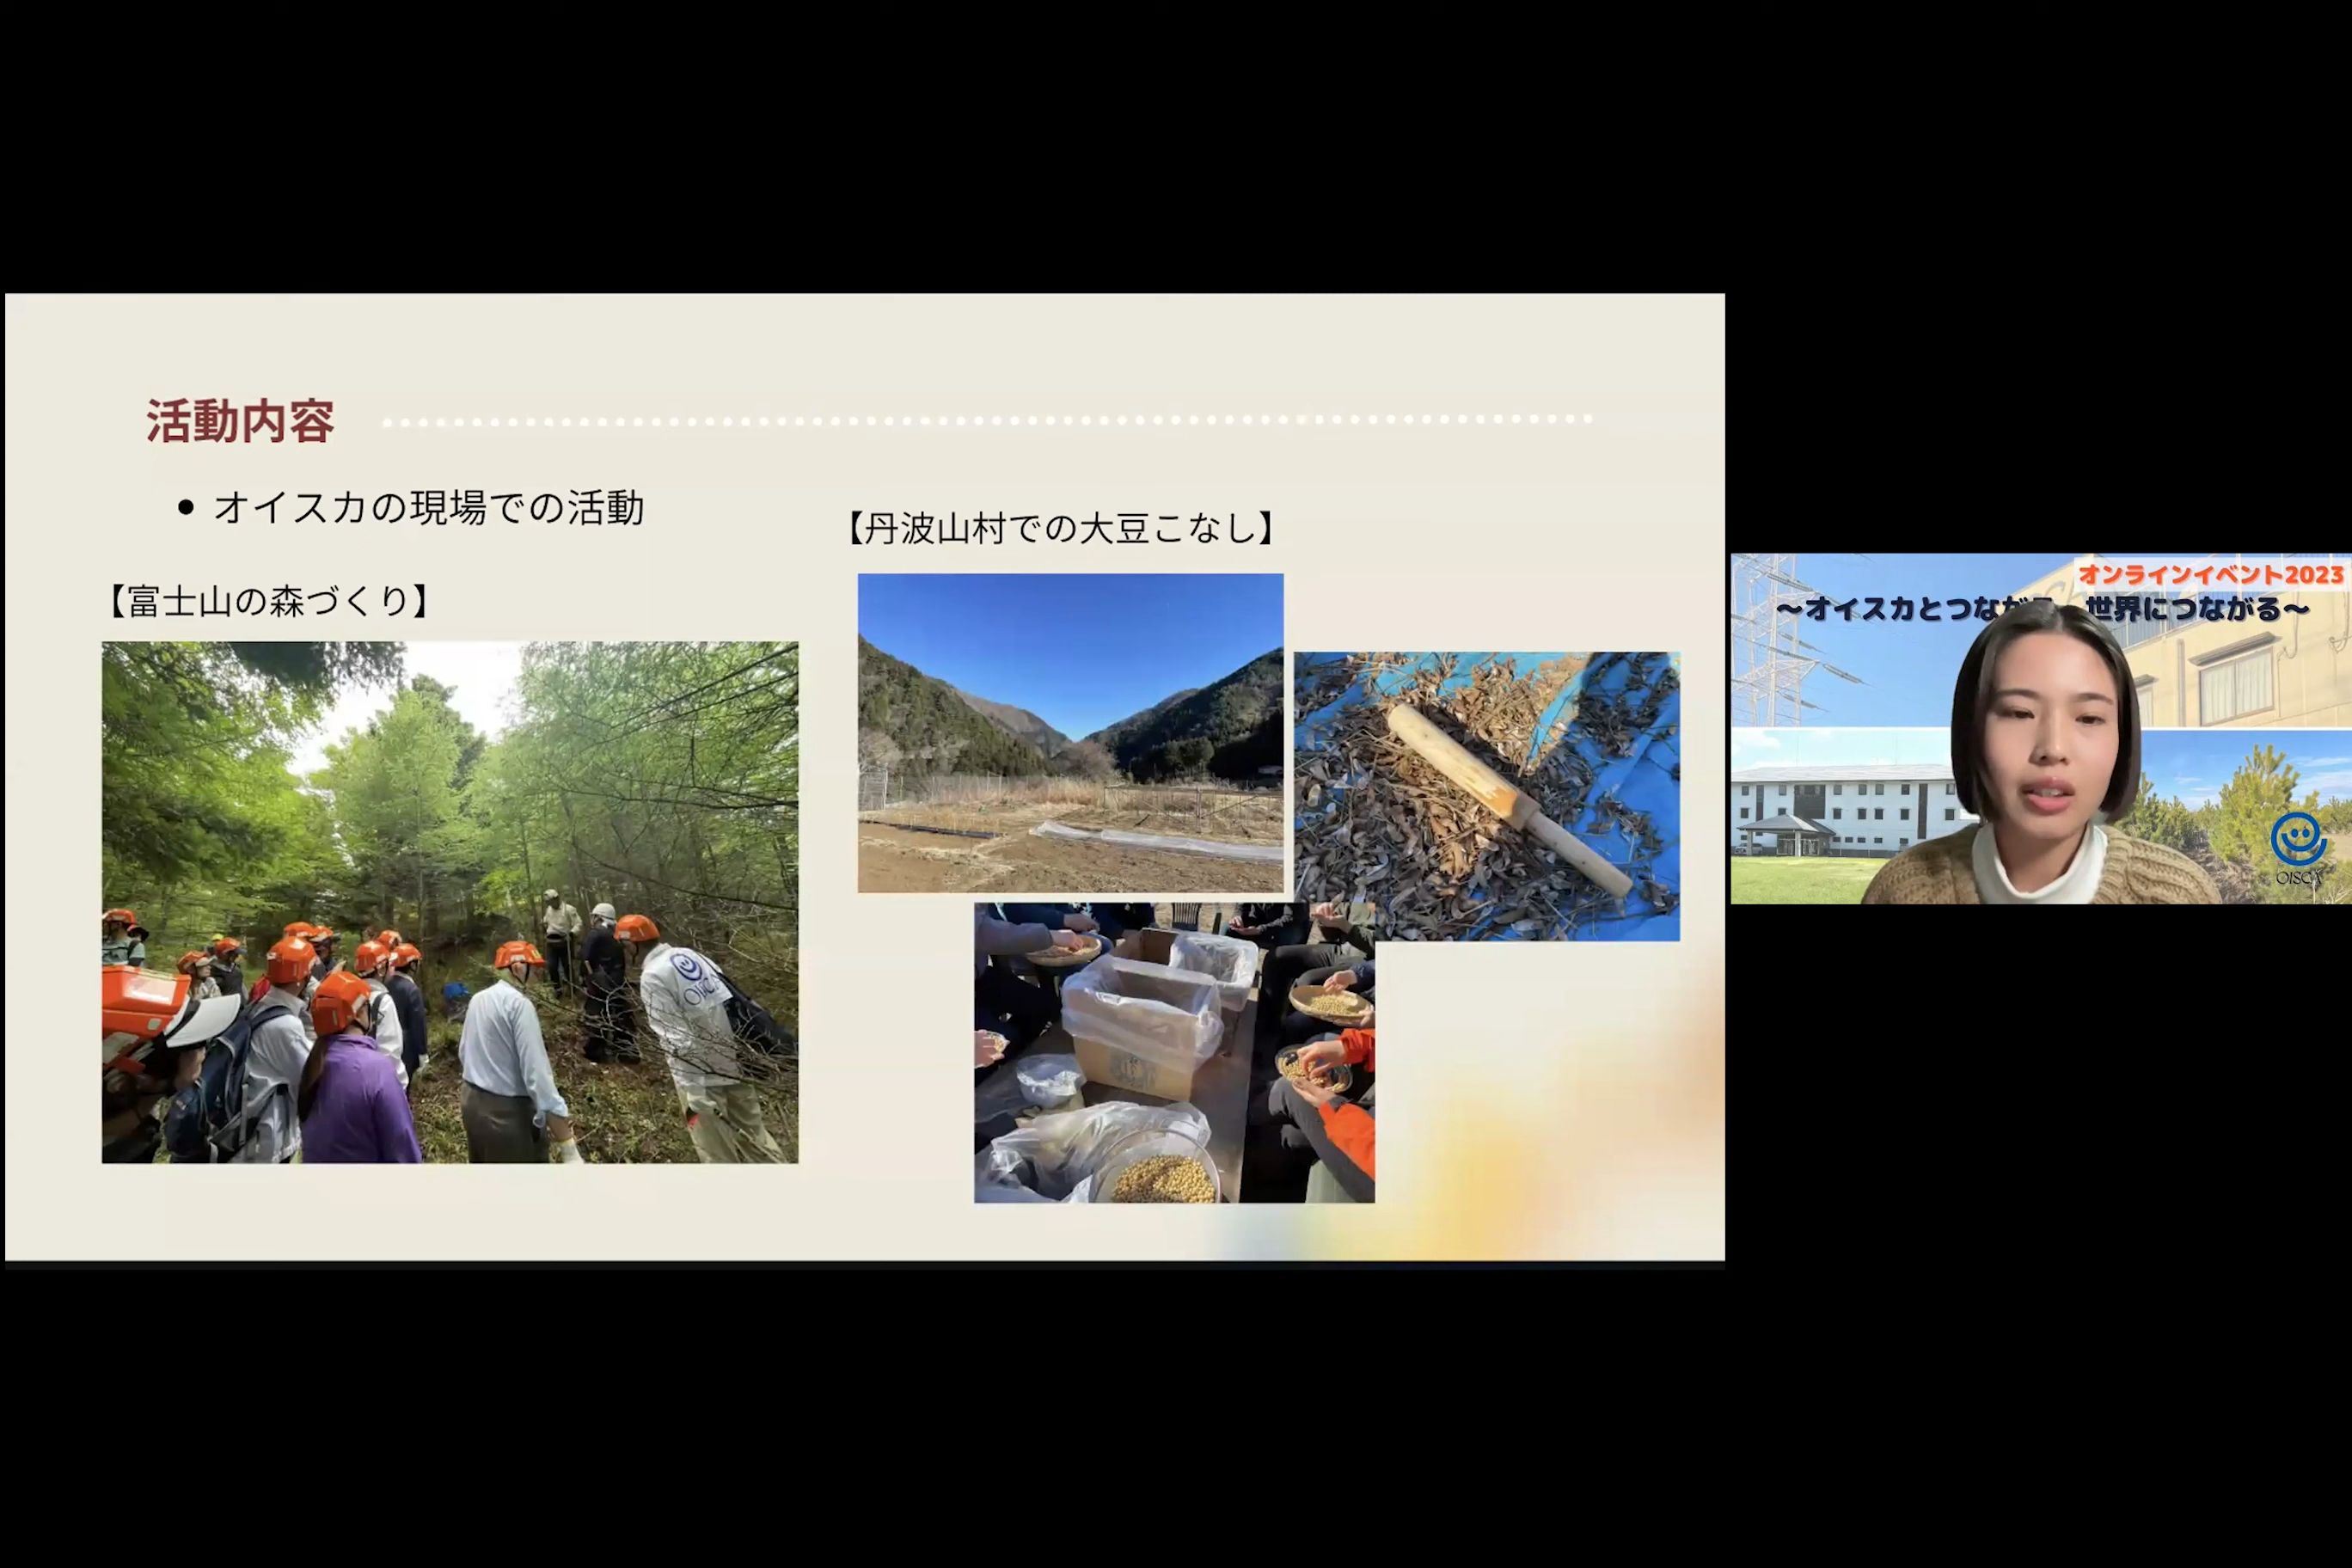 活動内容
• オイスカの現場での活動
【富士山の森づくり】
【丹波山村での大豆こなし】
オンラインイベント2023
〜オイスカとつなが 世界につながる〜
OISCA